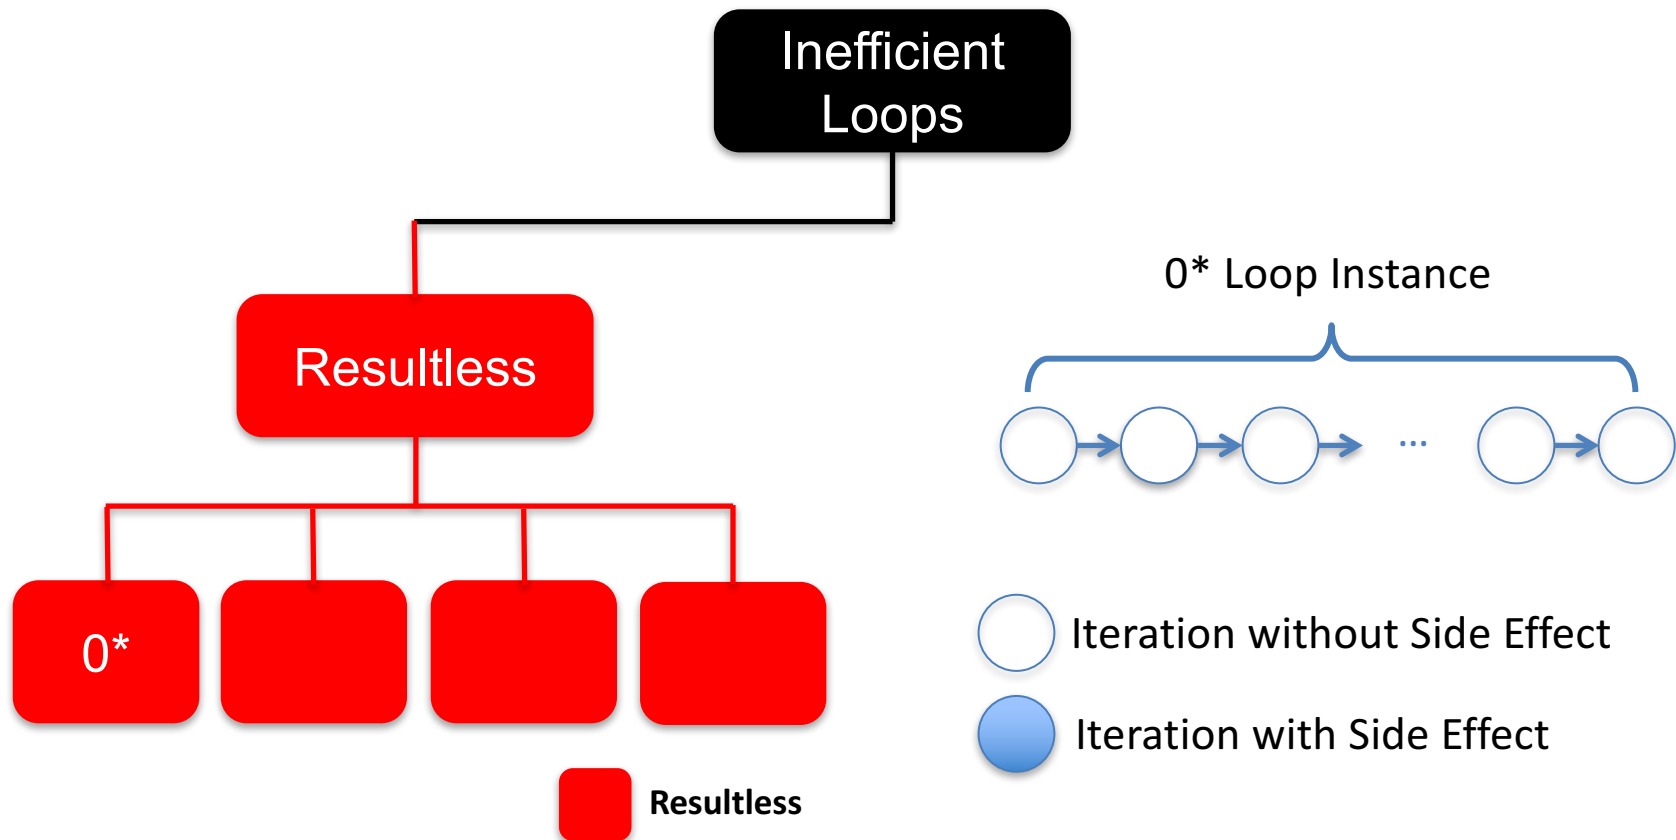 Inefficient
Loops
Resultless
0*
0* Loop Instance
...
Iteration without Side Effect
Iteration with Side Effect
Resultless